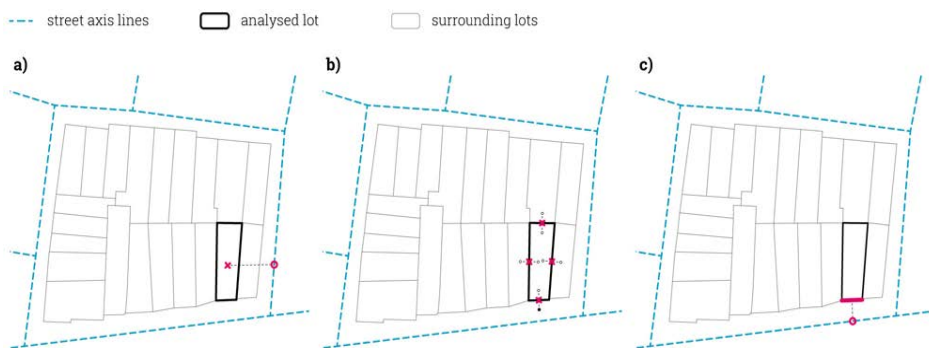 street axis lines analysed lot surrounding lots
a) b) c)